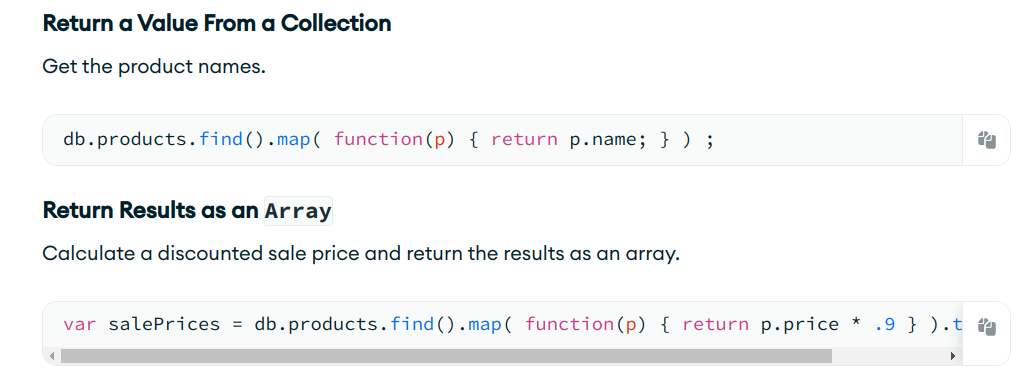 Return a Value From a Collection
Get the product names.
db.products.find().map( function(p) { return p.name; } ) ;
Return Results as an Array
Calculate a discounted sale price and return the results as an array.
var salePrices = db.products.find().map( function(p) { return p.price * .9 } ).t